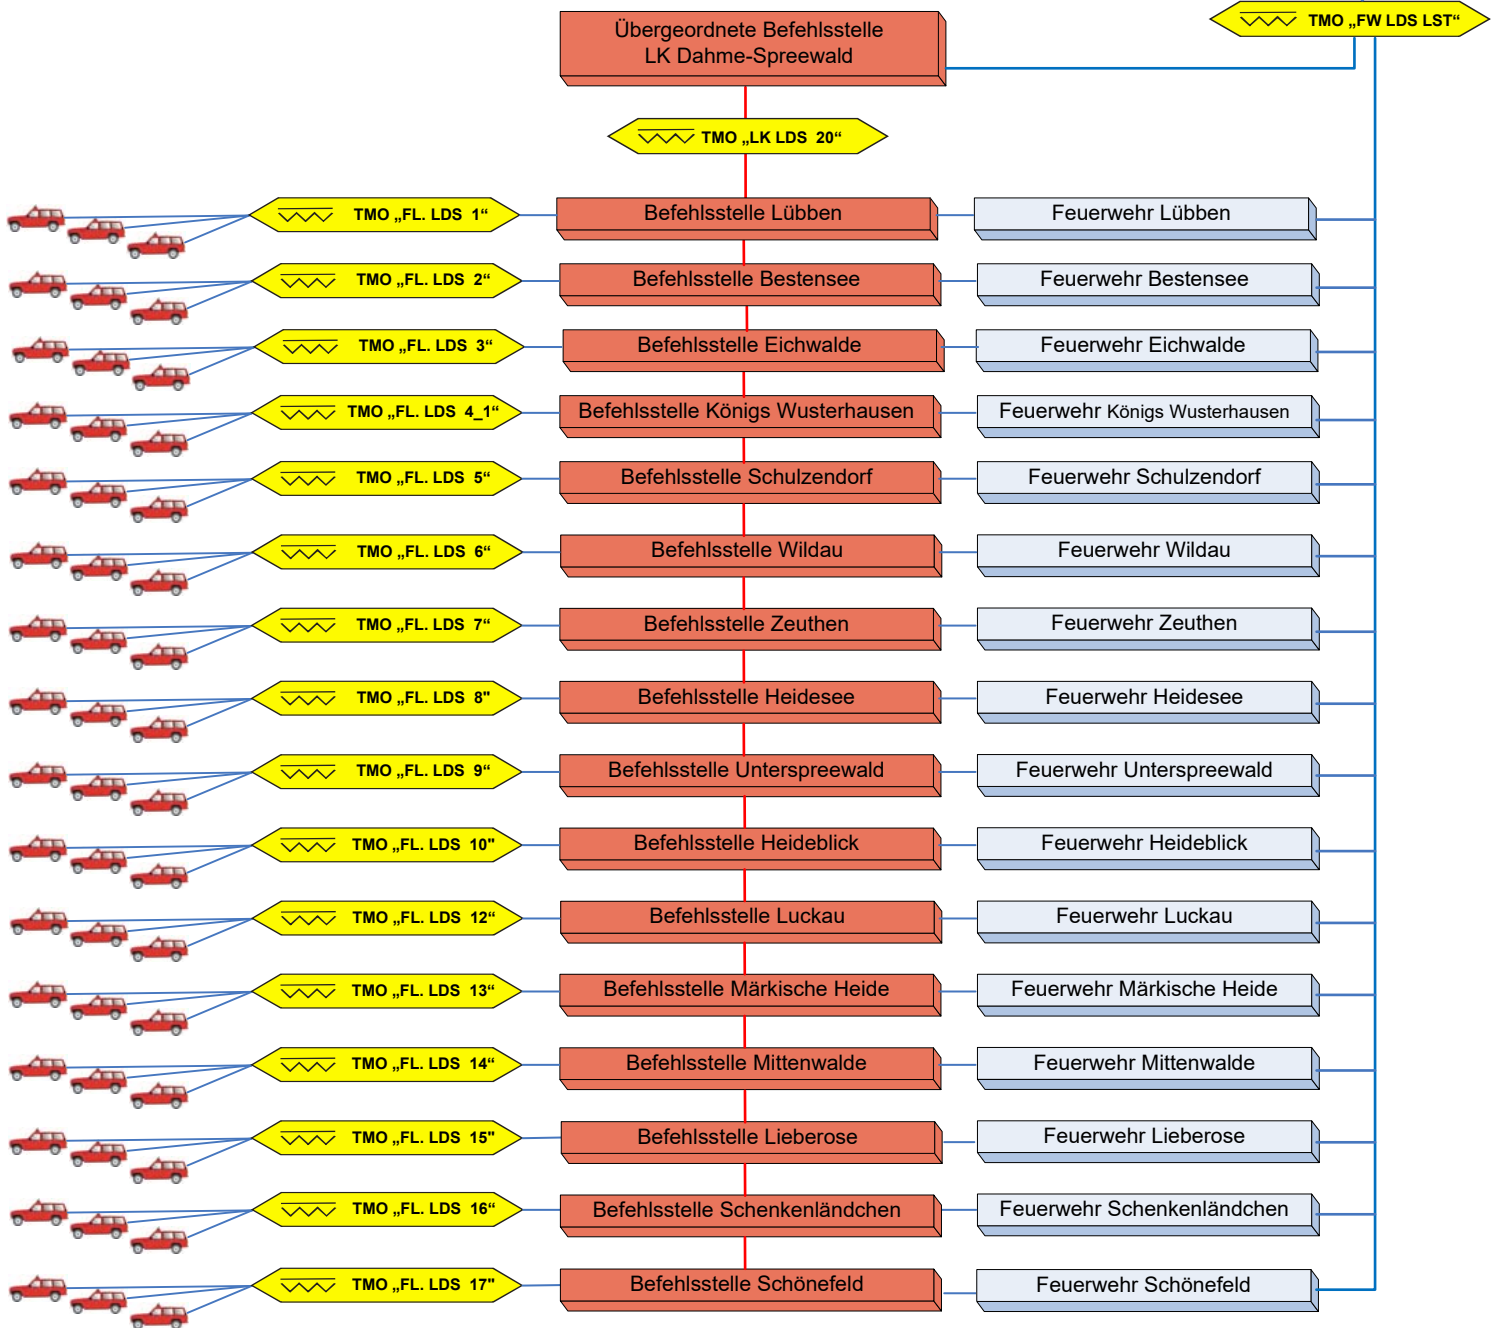 Übergeordnete Befehlsstelle
LK Dahme-Spreewald
TMO „FW LDS LST“
TMO „LK LDS 20“
TMO „FL. LDS 1“
Befehlsstelle Lübben
Feuerwehr Lübben
TMO „FL. LDS 2“
Befehlsstelle Bestensee
Feuerwehr Bestensee
TMO „FL. LDS 3“
Befehlsstelle Eichwalde
Feuerwehr Eichwalde
TMO „FL. LDS 4_1“
Befehlsstelle Königs Wusterhausen
Feuerwehr Königs Wusterhausen
TMO „FL. LDS 5“
Befehlsstelle Schulzendorf
Feuerwehr Schulzendorf
TMO „FL. LDS 6“
Befehlsstelle Wildau
Feuerwehr Wildau
TMO „FL. LDS 7“
Befehlsstelle Zeuthen
Feuerwehr Zeuthen
TMO „FL. LDS 8"
Befehlsstelle Heidesee
Feuerwehr Heidesee
TMO „FL. LDS 9“
Befehlsstelle Unterspreewald
Feuerwehr Unterspreewald
TMO „FL. LDS 10"
Befehlsstelle Heideblick
Feuerwehr Heideblick
TMO „FL. LDS 12“
Befehlsstelle Luckau
Feuerwehr Luckau
TMO „FL. LDS 13“
Befehlsstelle Märkische Heide
Feuerwehr Märkische Heide
TMO „FL. LDS 14“
Befehlsstelle Mittenwalde
Feuerwehr Mittenwalde
TMO „FL. LDS 15"
Befehlsstelle Lieberose
Feuerwehr Lieberose
TMO „FL. LDS 16“
Befehlsstelle Schenkenländchen
Feuerwehr Schenkenländchen
TMO „FL. LDS 17"
Befehlsstelle Schönefeld
Feuerwehr Schönefeld